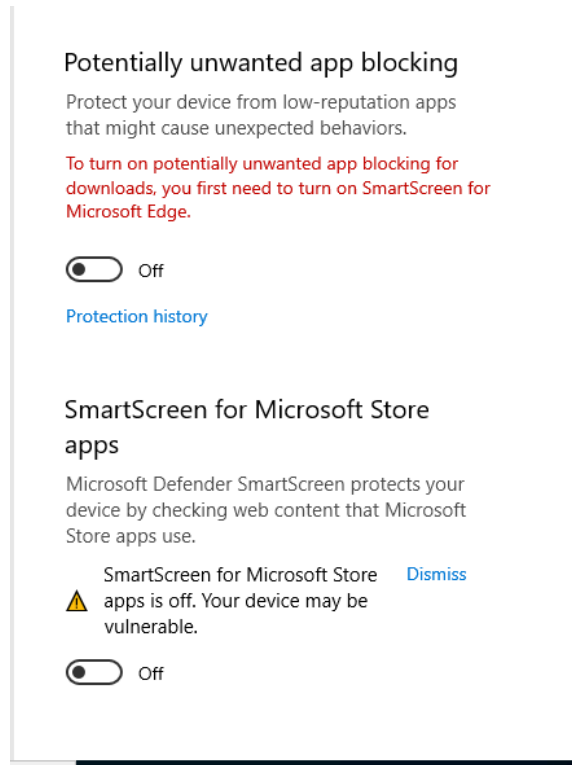 Potentially unwanted app blocking
Protect your device from low-reputation apps
that might cause unexpected behaviors.
To turn on potentially unwanted app blocking for
downloads, you first need to turn on SmartScreen for
Microsoft Edge.
Off
Protection history
SmartScreen for Microsoft Store
apps
Microsoft Defender SmartScreen protects your
device by checking web content that Microsoft
Store apps use.
SmartScreen for Microsoft Store Dismiss
apps is off. Your device may be
vulnerable.
Off